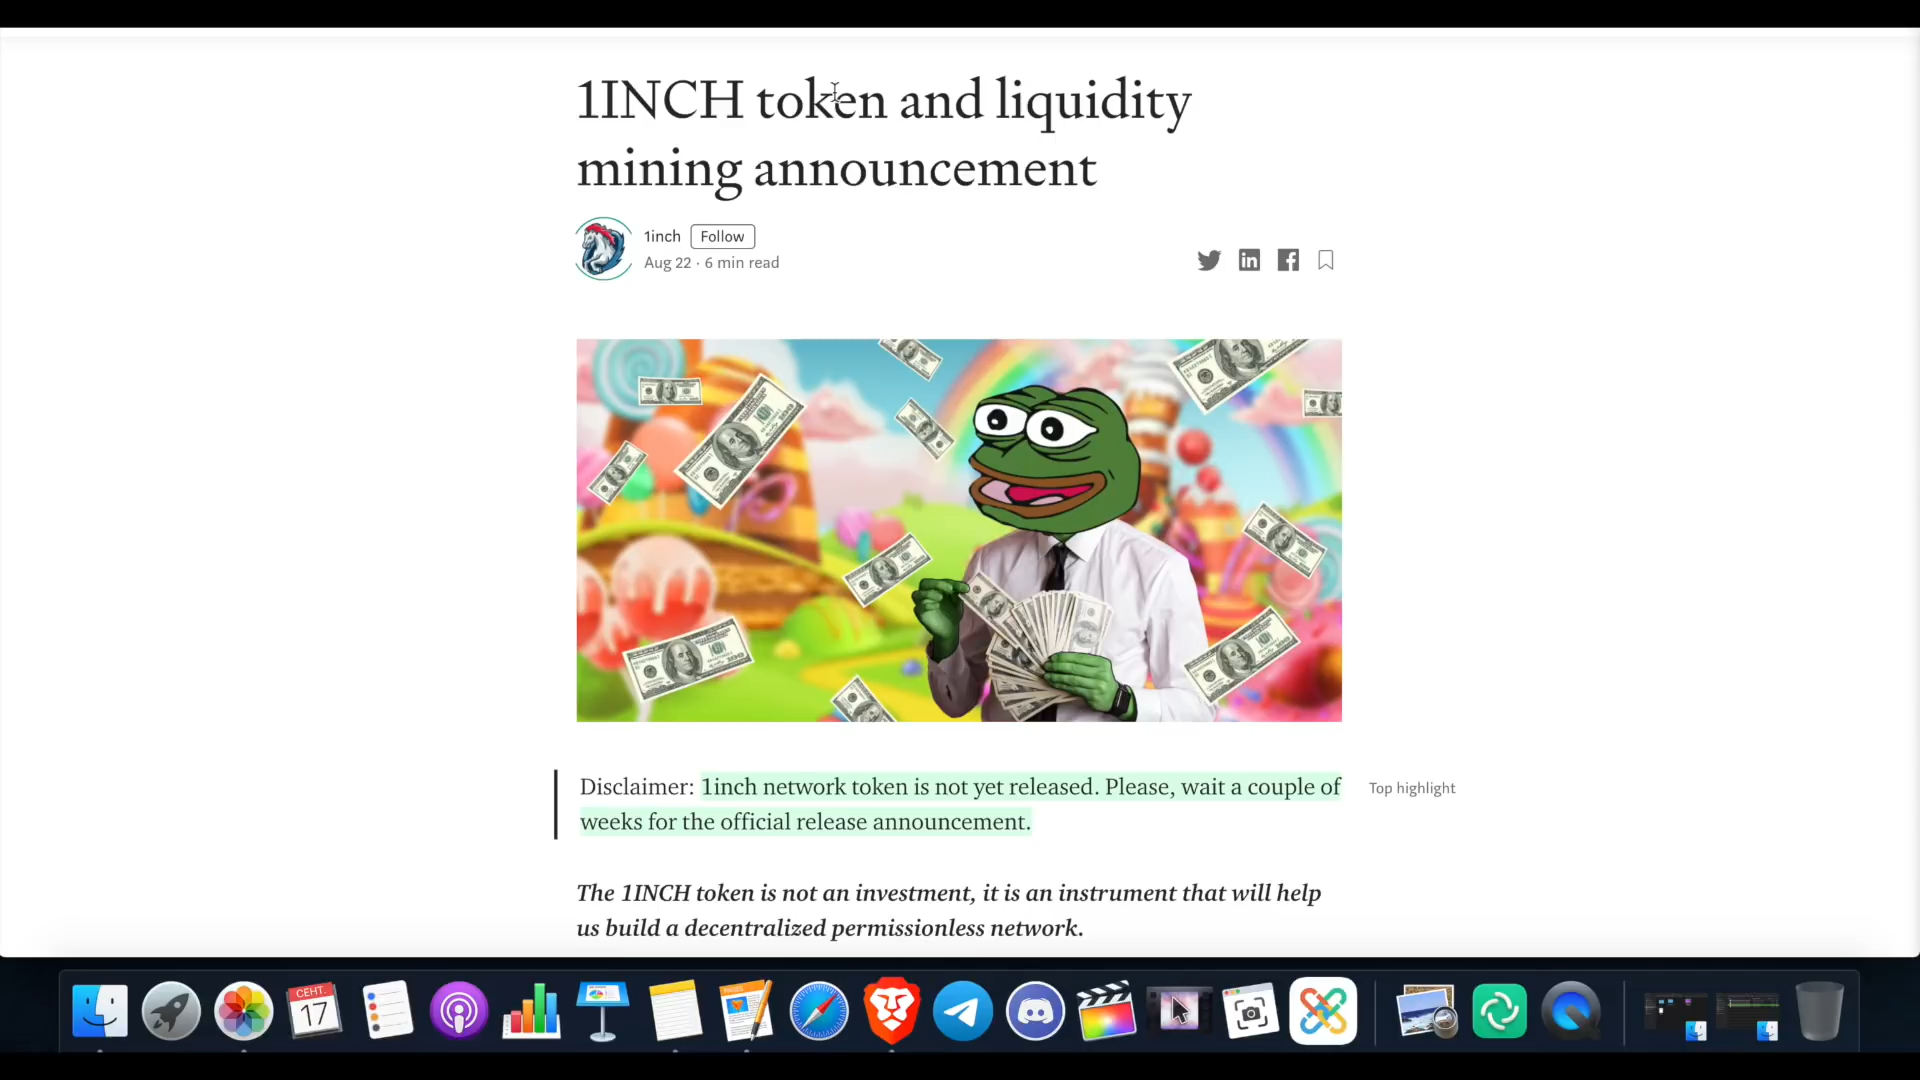 1INCH token and liquidity
mining announcement
1inch Follow
Aug 22 · 6 min read
Disclaimer: 1inch network token is not yet released. Please, wait a couple of
weeks for the official release announcement.
Top highlight
The 1INCH token is not an investment, it is an instrument that will help
us build a decentralized permissionless network.
СЕНТ.
17